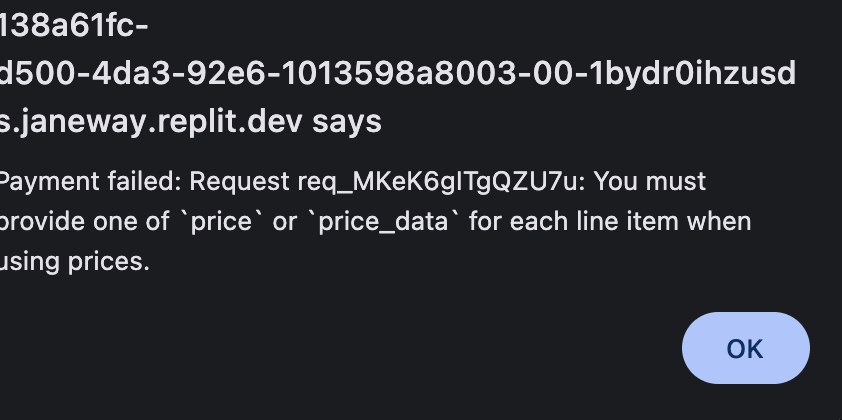 138a61fc-
d500-4da3-92e6-1013598a8003-00-1bydr0ihzusd
s.janeway.replit.dev says
Payment failed: Request req_MKeK6gITgQZU7u: You must
provide one of `price` or `price_data` for each line item when
using prices.
OK